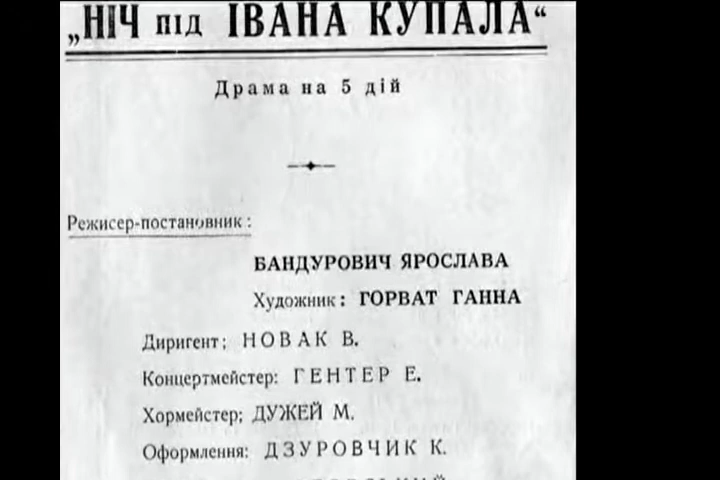 „НІЧ під ІВАНА КУПАЛА“
Драма на 5 дій
Режисер-постановник:
БАНДУРОВИЧ ЯРОСЛАВА
Художник: ГОРВАТ ГАННА
Диригент: НОВАК В.
Концертмейстер: ГЕНТЕР Е.
Хормейстер: ДУЖЕЙ М.
Оформлення: ДЗУРОВЧИК К.